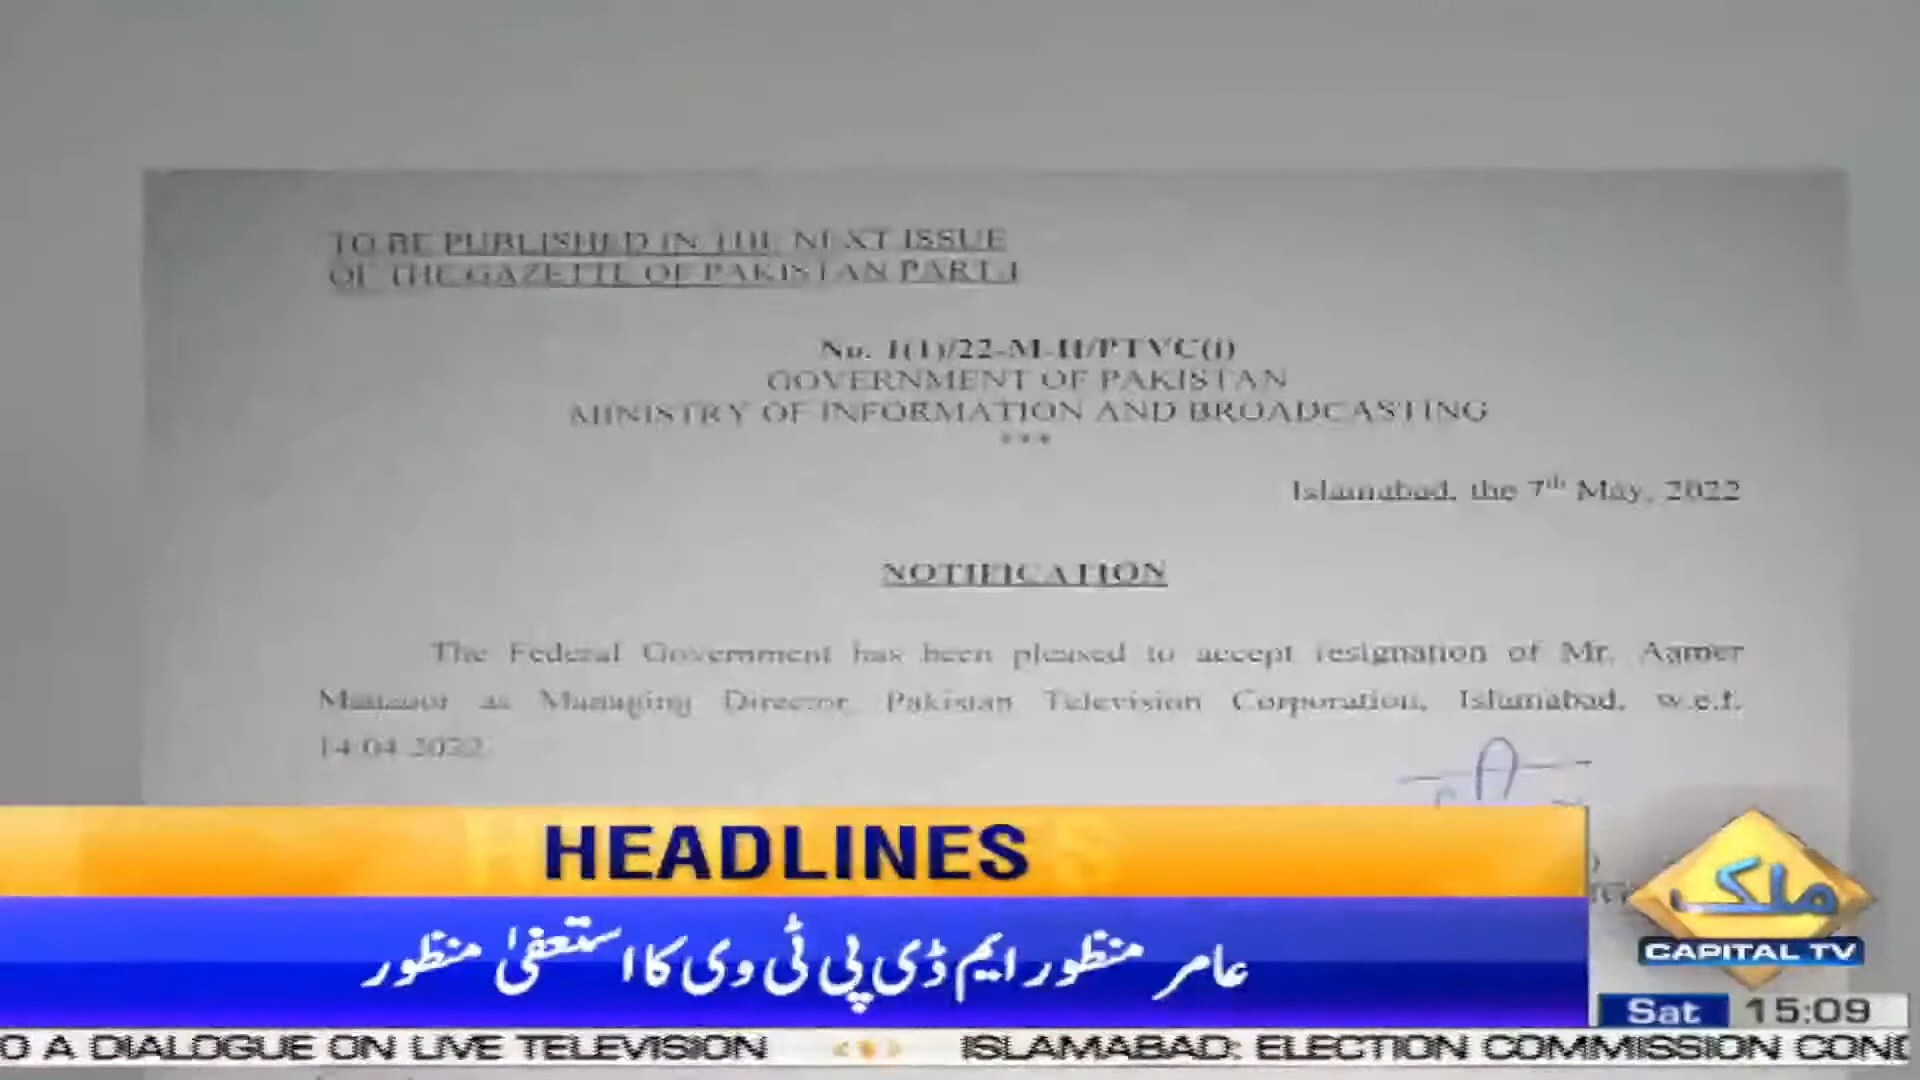 TO BE PUBLISHED IN THE NEXT ISSUE
OF THE GAZETTE OF PAKISTAN PART.I
No. 1(1)/22-M-II/PTVC(i)
GOVERNMENT OF PAKISTAN
MINISTRY OF INFORMATION AND BROADCASTING
***
Islamabad, the 7th May, 2022
NOTIFICATION
The Federal Government has been pleased to accept resignation of Mr. Aamer
Manzoor as Managing Director, Pakistan Television Corporation, Islamabad, w.e.f.
14.04.2022
HEADLINES
ملک
CAPITAL TV
عامر منظور ایم ڈی پی ٹی وی کا استعفیٰ منظور
Sat 15:09
O A DIALOGUE ON LIVE TELEVISION ISLAMABAD: ELECTION COMMISSION CONC